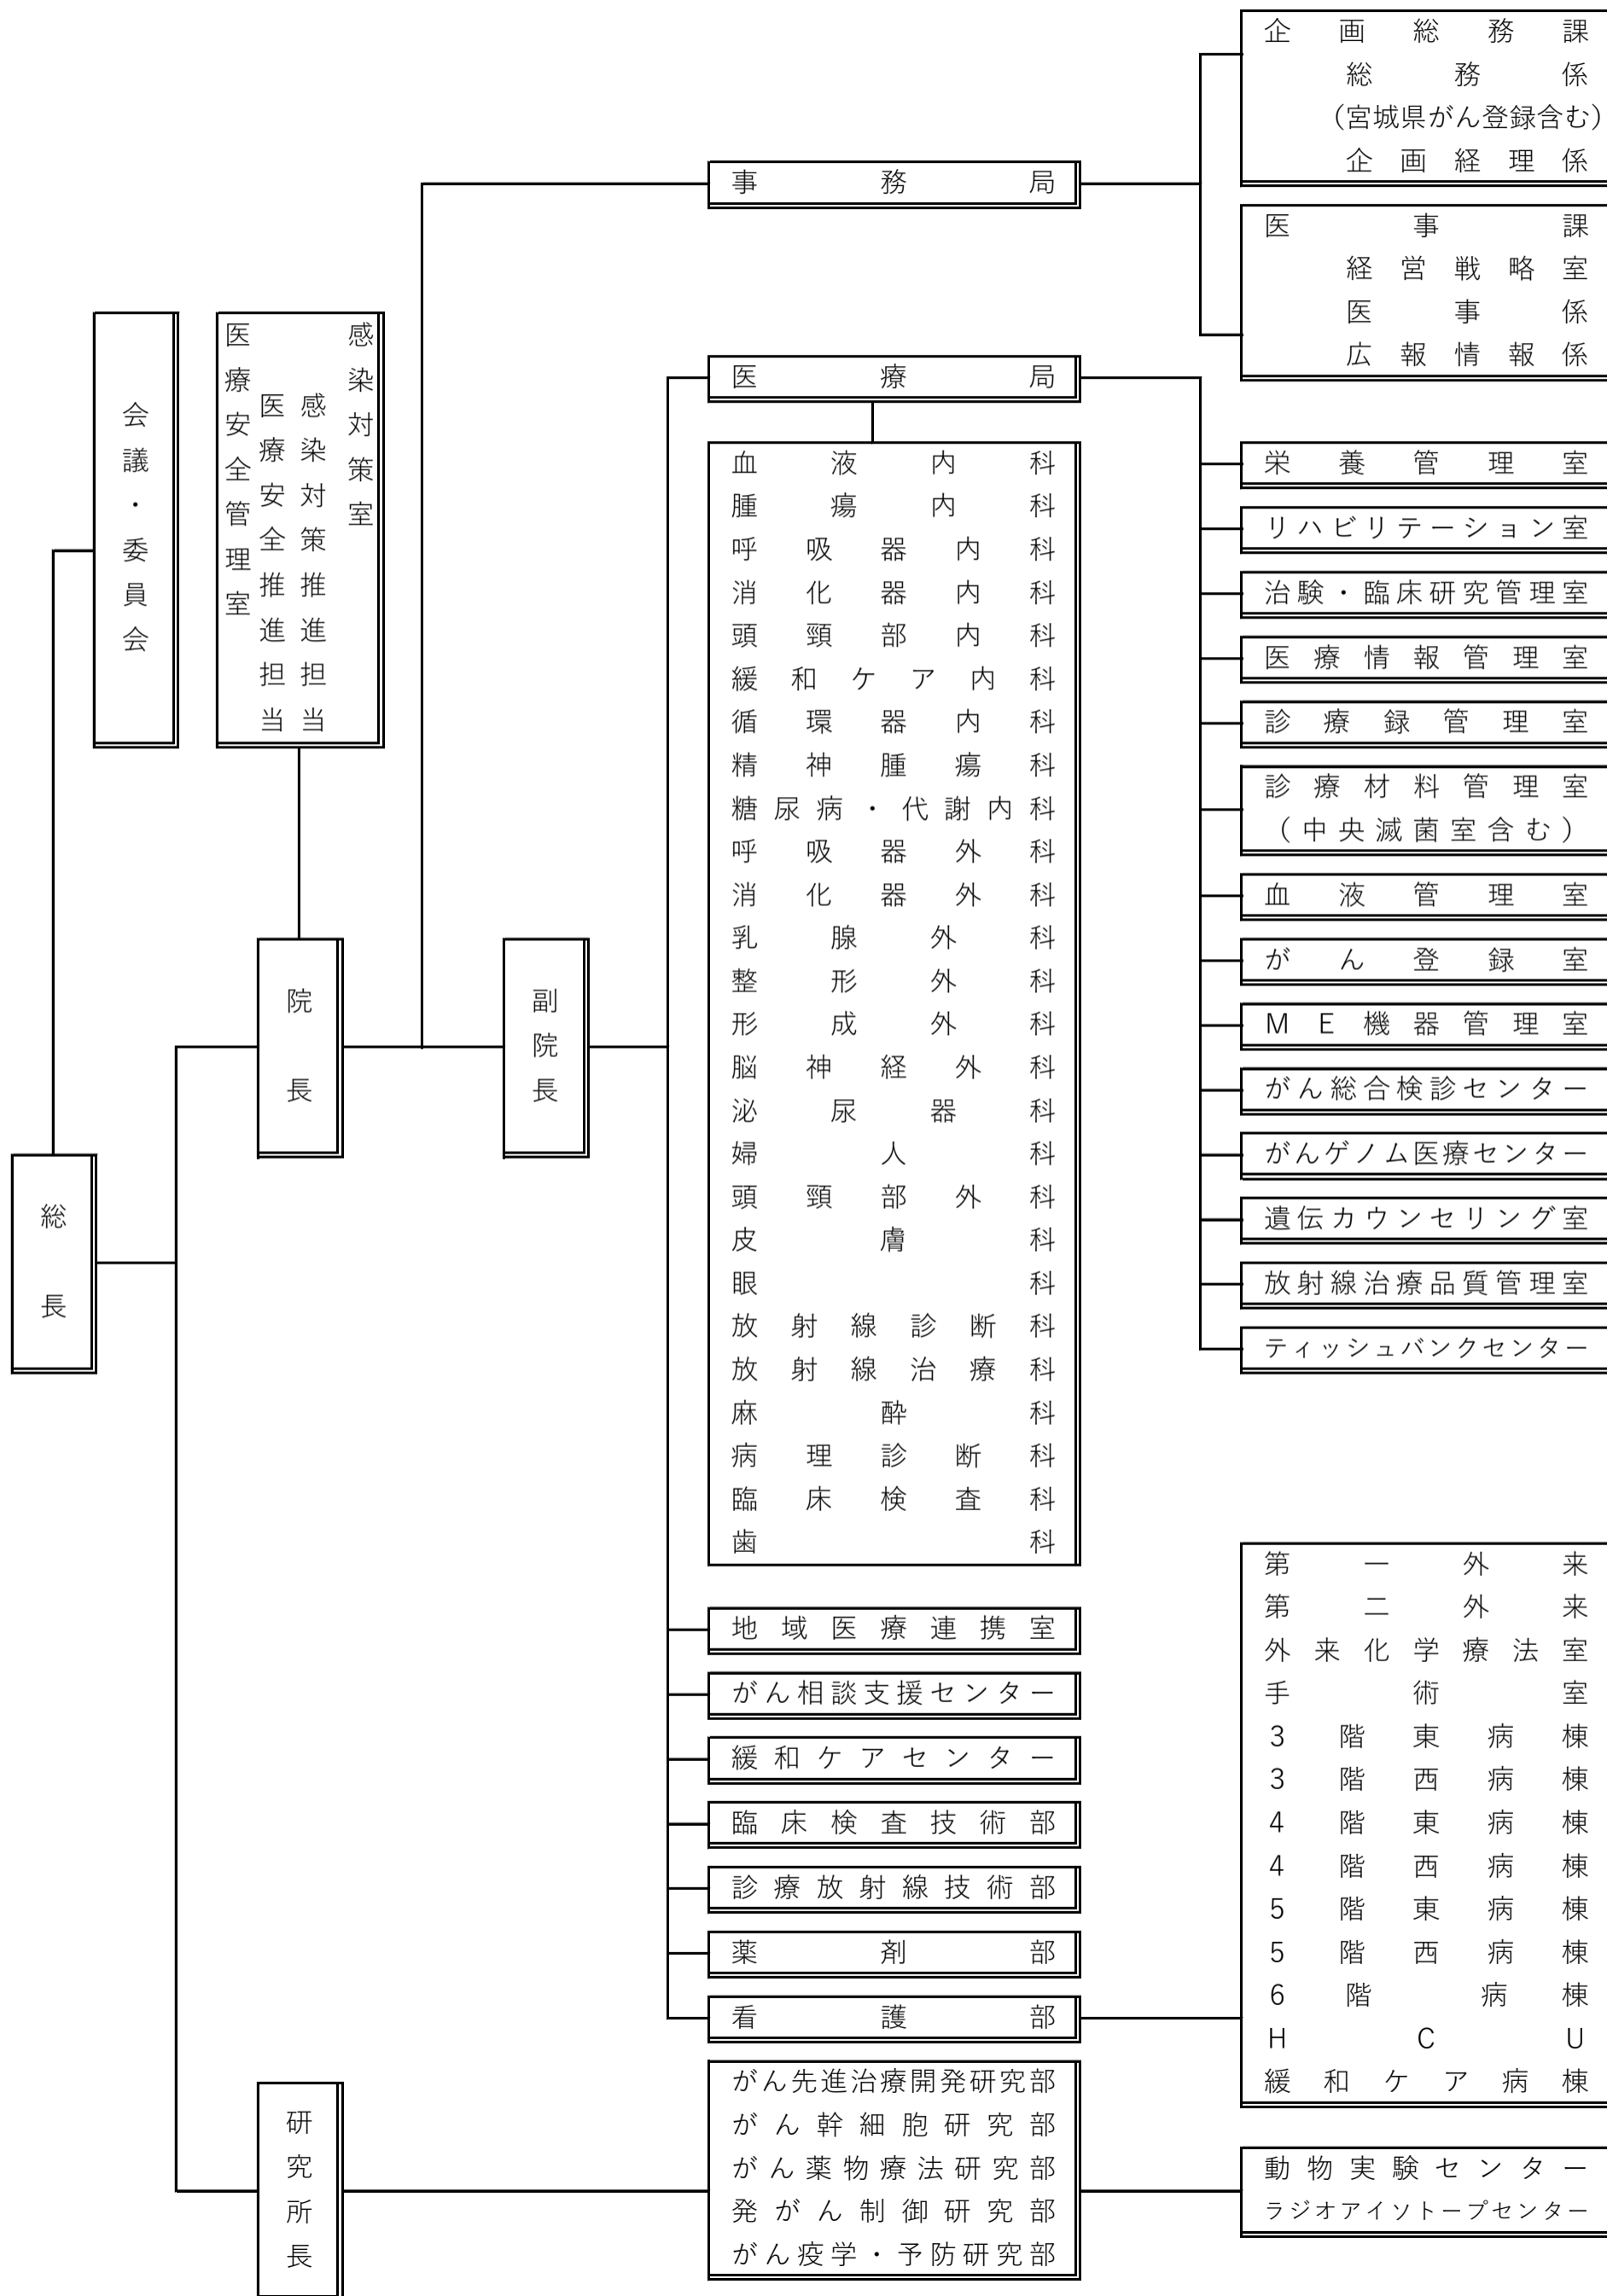 企画総務課
総務係
(宮城県がん登録含む)
企画経理係
事務局
医事課
経営戦略室
医事係
広報情報係
会議・委員会
感染対策室
感染対策推進担当
医療安全推進担当
医療安全管理室
医療局
血液内科
腫瘍内科
呼吸器内科
消化器内科
頭頸部内科
緩和ケア内科
循環器内科
精神腫瘍科
糖尿病・代謝内科
呼吸器外科
消化器外科
乳腺外科
整形外科
形成外科
脳神経外科
泌尿器科
婦人科
頭頸部外科
皮膚科
眼科
放射線診断科
放射線治療科
麻酔科
病理診断科
臨床検査科
歯科
栄養管理室
リハビリテーション室
治験・臨床研究管理室
医療情報管理室
診療録管理室
診療材料管理室
(中央滅菌室含む)
血液管理室
がん登録室
ME機器管理室
がん総合検診センター
がんゲノム医療センター
遺伝カウンセリング室
放射線治療品質管理室
ティッシュバンクセンター
院長
副院長
総長
地域医療連携室
がん相談支援センター
緩和ケアセンター
臨床検査技術部
診療放射線技術部
薬剤部
看護部
第一外来
第二外来
外来化学療法室
手術室
3階東病棟
3階西病棟
4階東病棟
4階西病棟
5階東病棟
5階西病棟
6階病棟
HCU
緩和ケア病棟
研究所長
がん先進治療開発研究部
がん幹細胞研究部
がん薬物療法研究部
発がん制御研究部
がん疫学・予防研究部
動物実験センター
ラジオアイソトープセンター